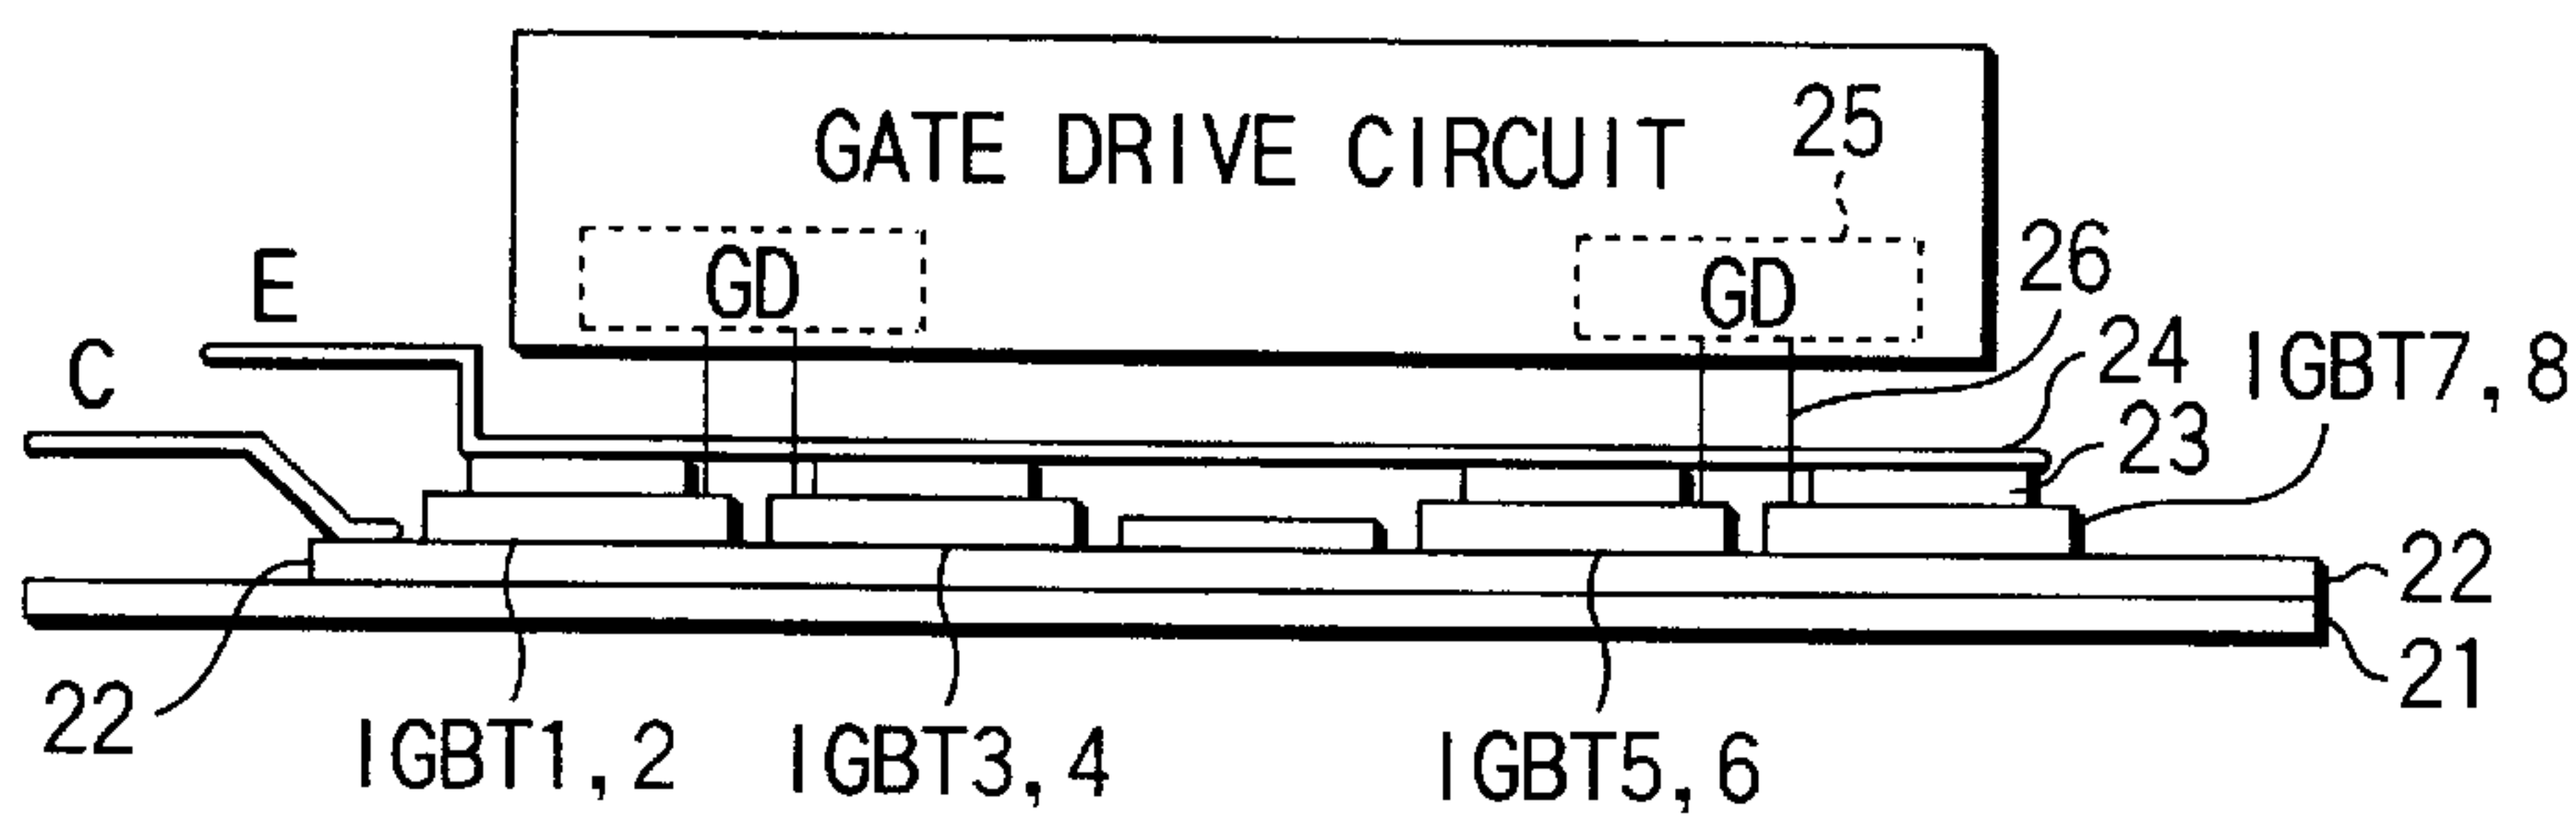 GATE DRIVE CIRCUIT
25
E
GD
GD
26
C
24
IGBT7, 8
23
22
22
21
IGBT1, 2
IGBT3, 4
IGBT5, 6